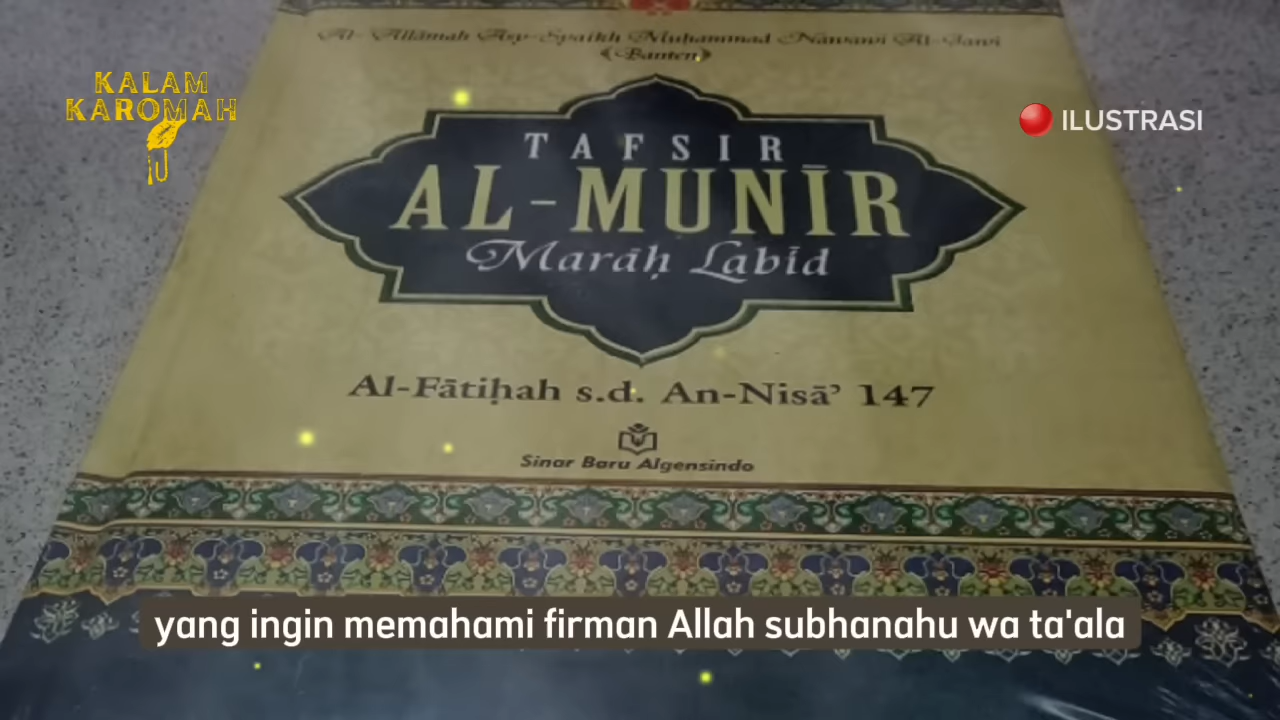 Al-'Allāmah Asy-Syaikh Muḥammad Nawawi Al-Jawi
(Banten)
KALAM
KAROMAH
ILUSTRASI
TAFSIR
AL-MUNĪR
Marāḥ Labīd
Al-Fātiḥah s.d. An-Nisā' 147
Sinar Baru Algensindo
yang ingin memahami firman Allah subhanahu wa ta'ala